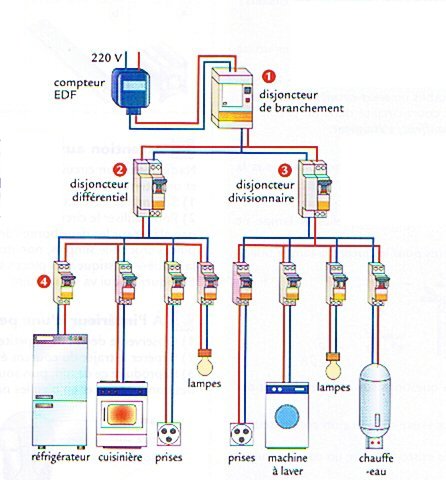 220 V
compteur
EDF
1
disjoncteur
de branchement
2
disjoncteur
différentiel
3
disjoncteur
divisionnaire
4
lampes
lampes
réfrigérateur
cuisinière
prises
prises
machine
à laver
chauffe
-eau